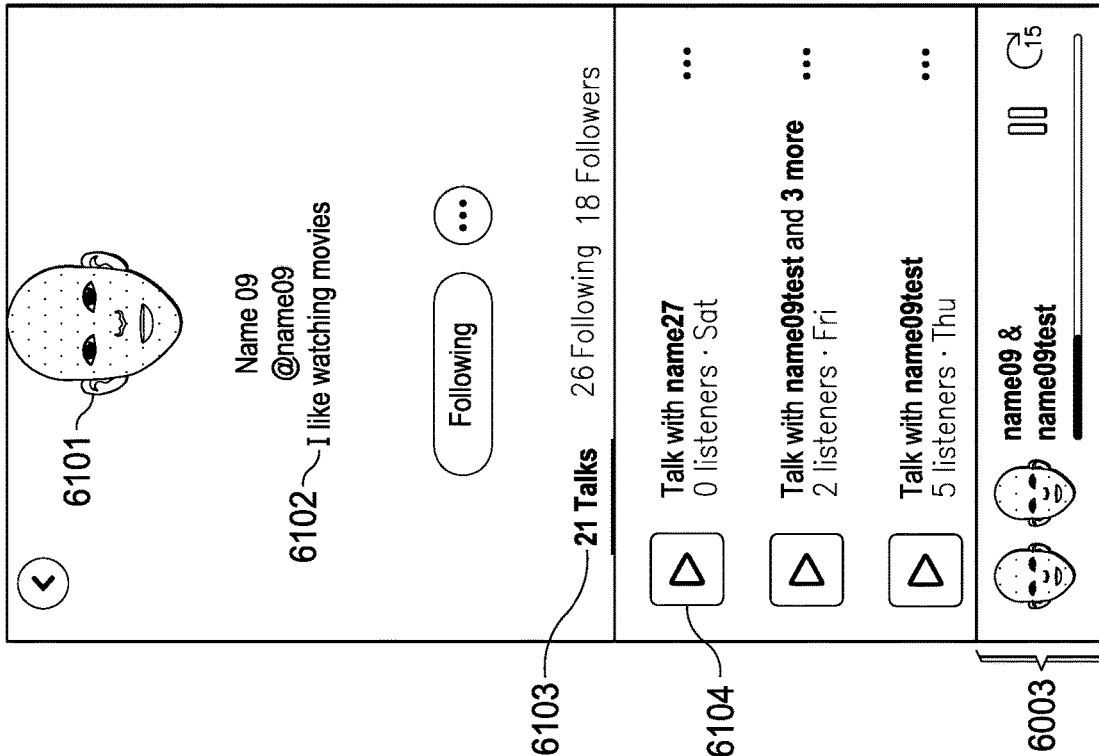 6101
Name 09
@name09
6102
I like watching movies
Following
•••
6103
21 Talks 26 Following 18 Followers
6104
Talk with name27
0 listeners · Sat
•••
Talk with name09test and 3 more
2 listeners · Fri
•••
Talk with name09test
5 listeners · Thu
•••
6003
name09 &
name09test
15